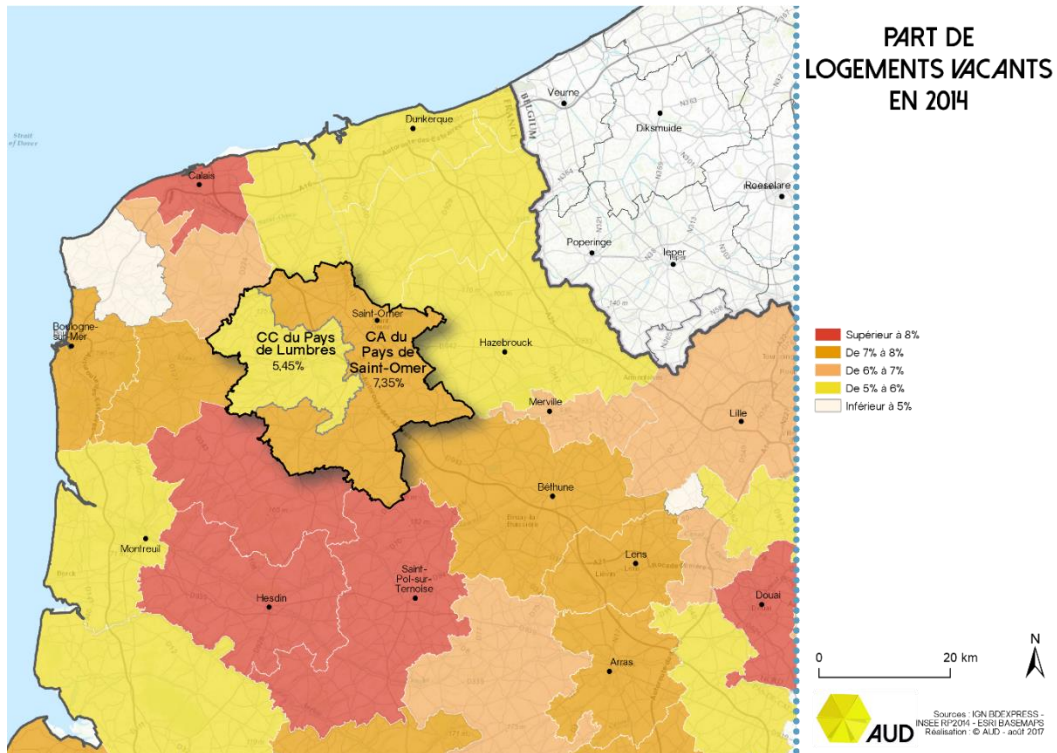 PART DE
LOGEMENTS VACANTS
EN 2014
Strait
of Dover
Veurne
BELGIUM
FRANCE
Dunkerque
Diksmuide
Calais
Roeselare
Poperinge
Ieper
Boulogne-
sur-Mer
Saint-Omer
CC du Pays
de Lumbres
5,45%
CA du
Pays de
Saint-Omer
7,35%
Hazebrouck
Merville
Lille
Béthune
Montreuil
Berck
Lens
Liévin
Saint-
Pol-sur-
Ternoise
Hesdin
Douai
Arras
Supérieur à 8%
De 7% à 8%
De 6% à 7%
De 5% à 6%
Inférieur à 5%
0
20 km
N
AUD
Sources : IGN BDEXPRESS -
INSEE RP2014 - ESRI BASEMAPS
Réalisation : © AUD - août 2017